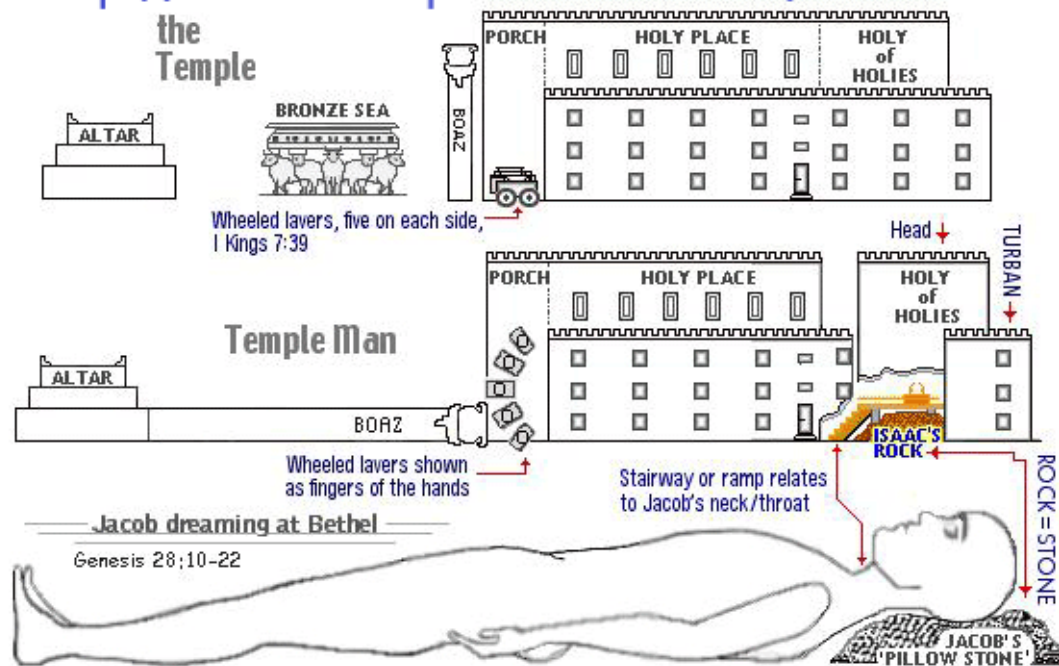 the
Temple
PORCH
HOLY PLACE
HOLY
of
HOLIES
BOAZ
ALTAR
BRONZE SEA
Wheeled lavers, five on each side,
I Kings 7:39
Head
TURBAN
PORCH
HOLY PLACE
HOLY
of
HOLIES
Temple Man
ALTAR
BOAZ
ISAAC'S
ROCK
Wheeled lavers shown
as fingers of the hands
Stairway or ramp relates
to Jacob's neck/throat
ROCK=STONE
Jacob dreaming at Bethel
Genesis 28:10-22
JACOB'S
'PILLOW STONE'